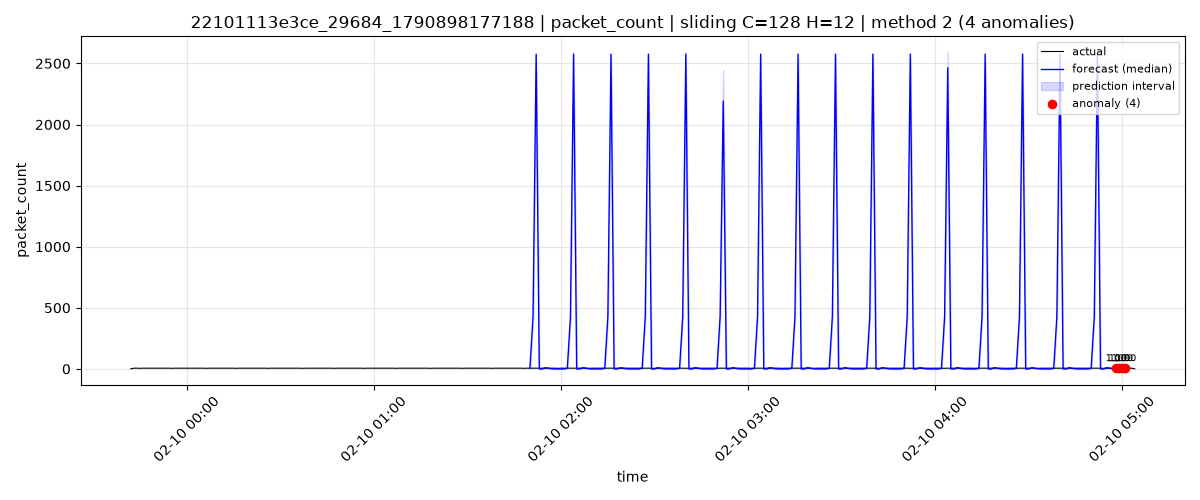 22101113e3ce_29684_1790898177188 | packet_count | sliding C=128 H=12 | method 2 (4 anomalies)
actual
forecast (median)
prediction interval
anomaly (4)
packet_count
2500
2000
1500
1000
500
0
02-10 00:00
02-10 01:00
02-10 02:00
02-10 03:00
02-10 04:00
02-10 05:00
time